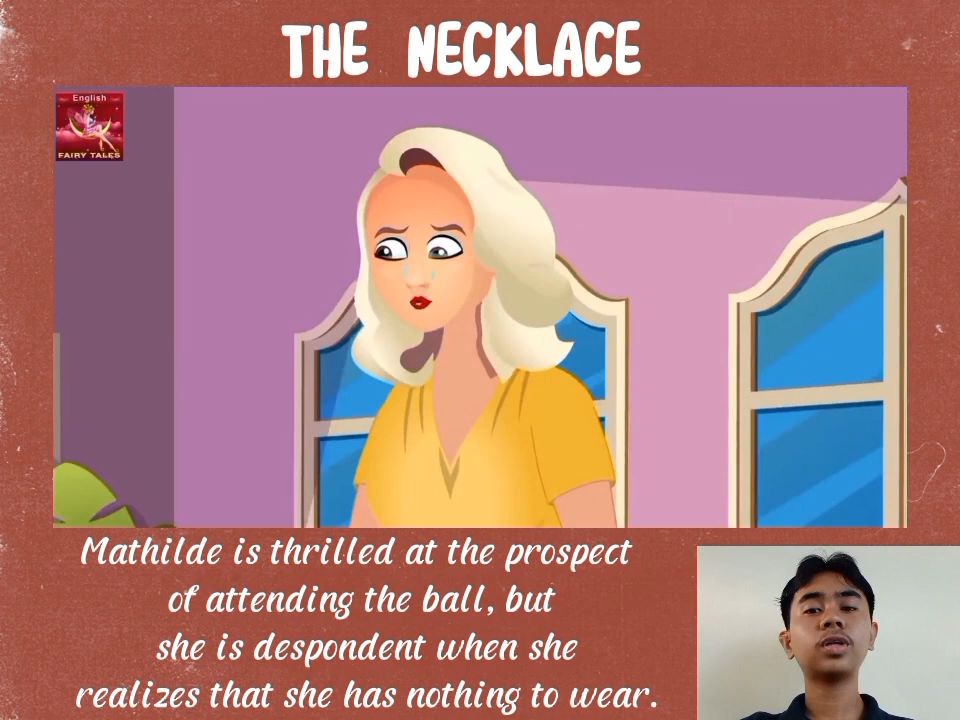 THE NECKLACE
English
FAIRY TALES
Mathilde is thrilled at the prospect
of attending the ball, but
she is despondent when she
realizes that she has nothing to wear.